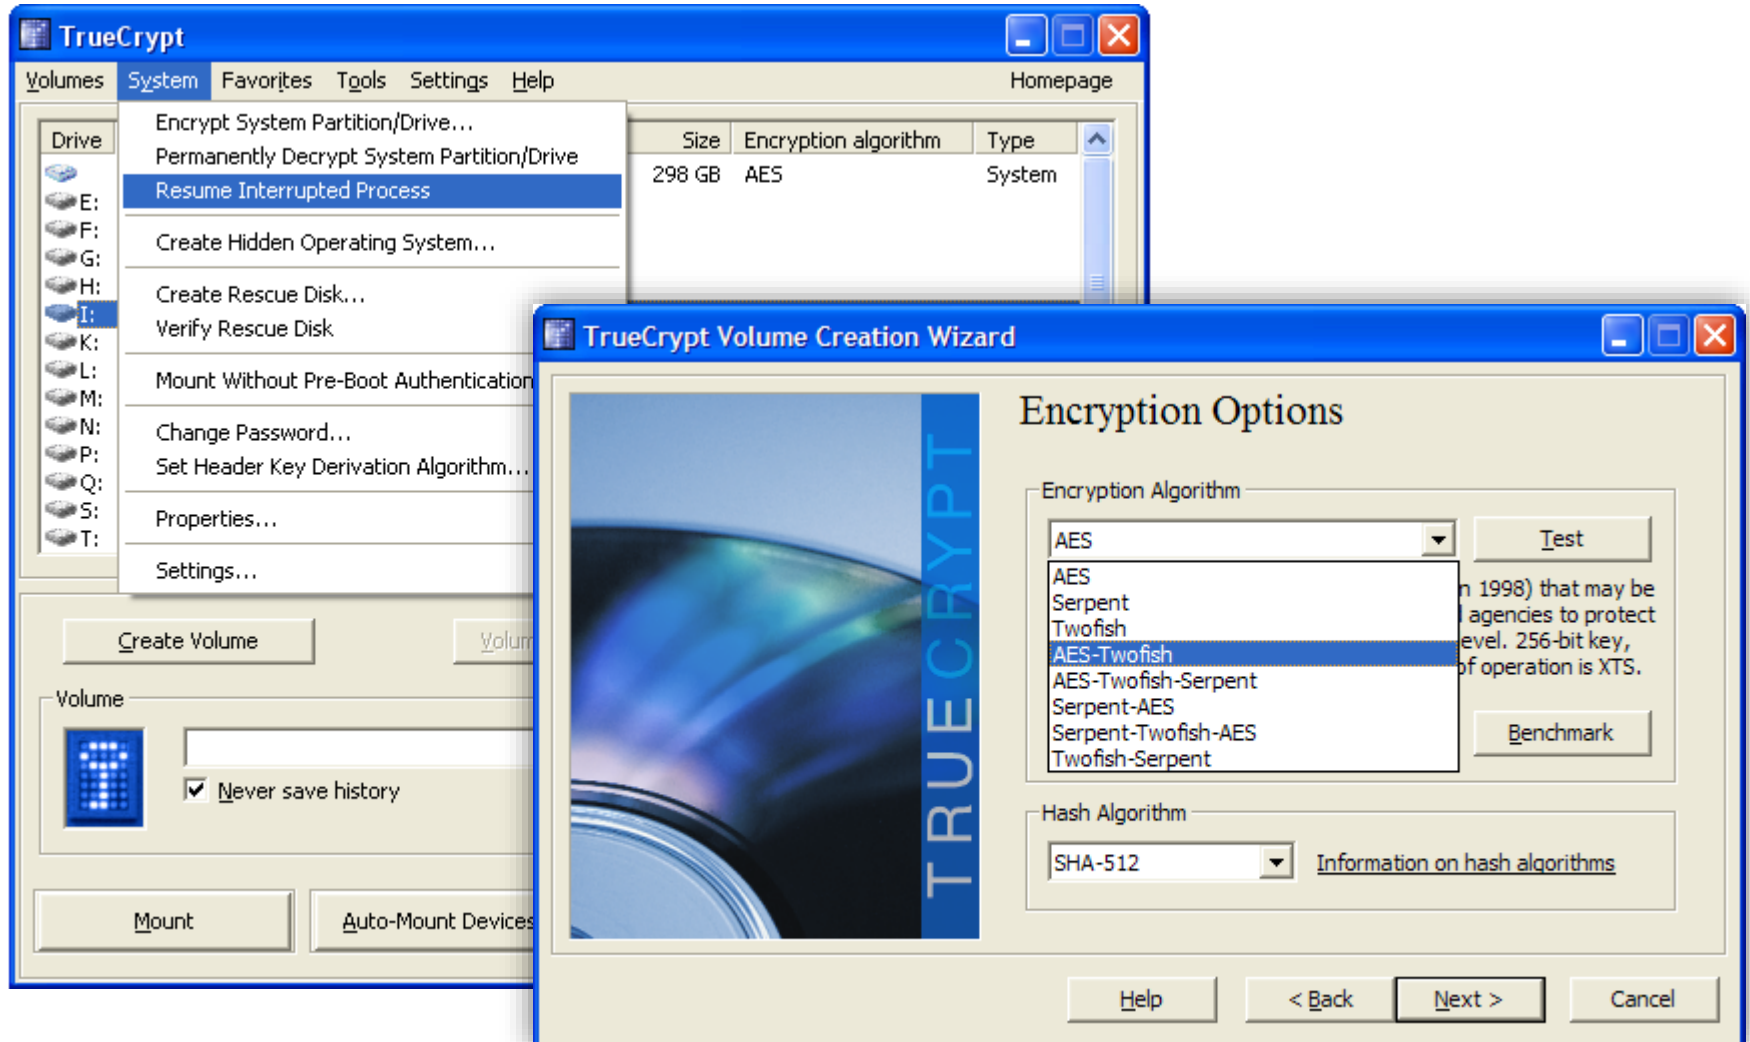 TrueCrypt
Volumes System Favorites Tools Settings Help Homepage
Drive Size Encryption algorithm Type
298 GB AES System
E:
F:
G:
H:
I:
K:
L:
M:
N:
P:
Q:
S:
T:
Encrypt System Partition/Drive...
Permanently Decrypt System Partition/Drive
Resume Interrupted Process
Create Hidden Operating System...
Create Rescue Disk...
Verify Rescue Disk
Mount Without Pre-Boot Authentication
Change Password...
Set Header Key Derivation Algorithm...
Properties...
Settings...
Create Volume
Volume
Never save history
Mount Auto-Mount Devices
TrueCrypt Volume Creation Wizard
TRUECRYPT
Encryption Options
Encryption Algorithm
AES Test
AES
Serpent
Twofish
AES-Twofish
AES-Twofish-Serpent
Serpent-AES
Serpent-Twofish-AES
Twofish-Serpent
1998) that may be
agencies to protect
256-bit key,
of operation is XTS.
Benchmark
Hash Algorithm
SHA-512 Information on hash algorithms
Help < Back Next > Cancel